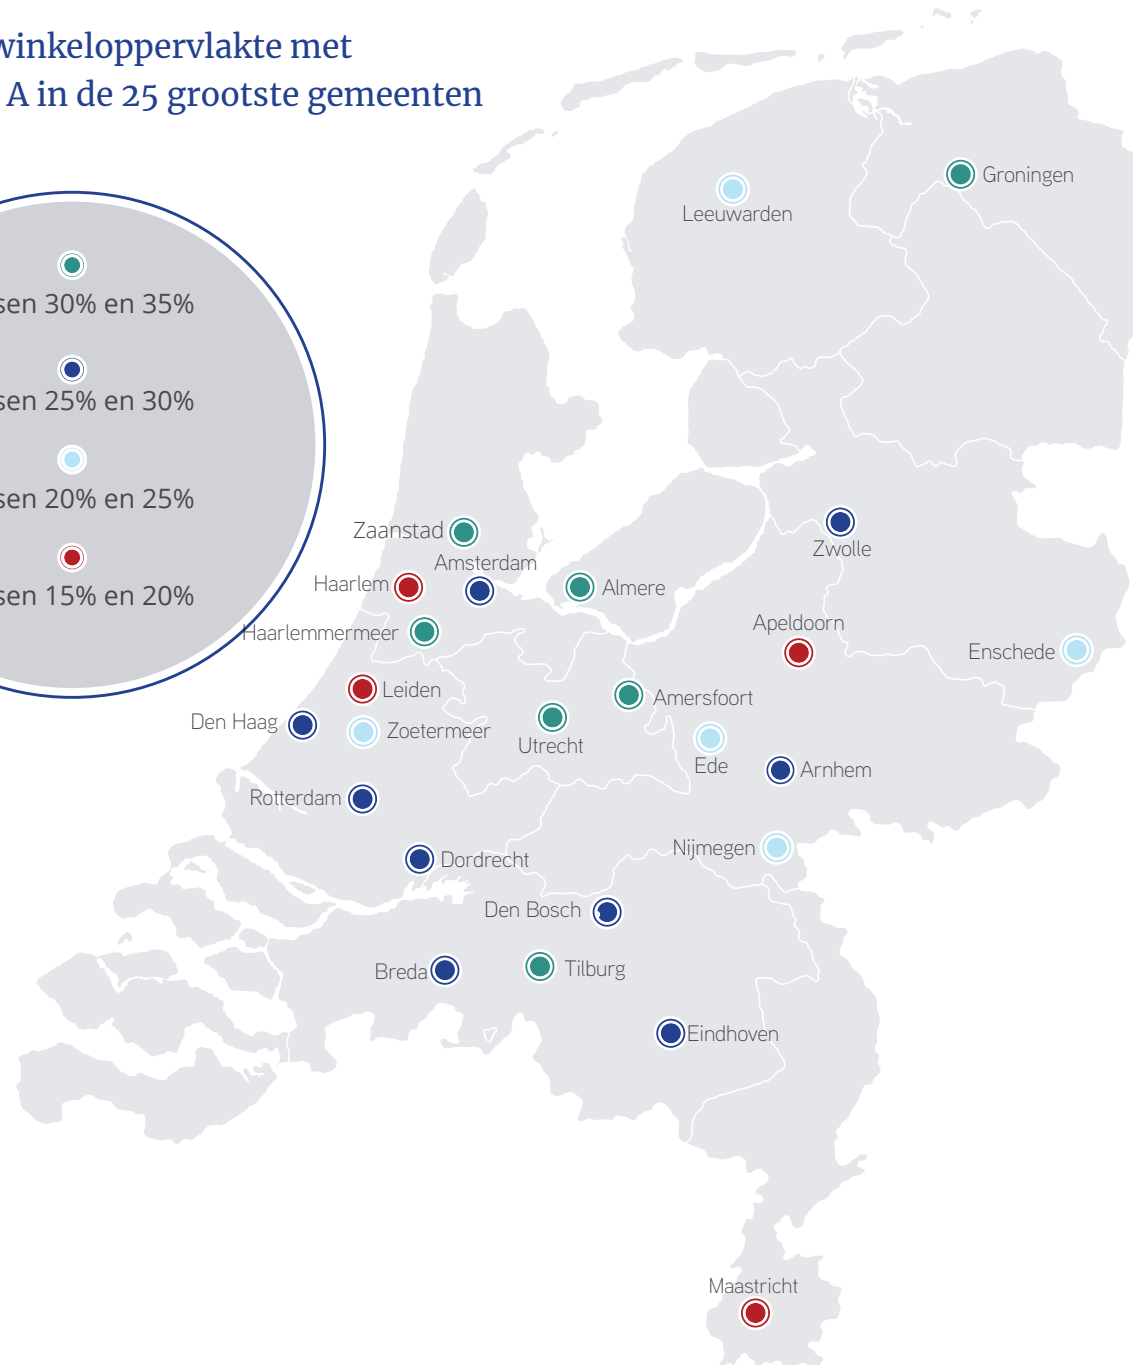 winkeloppervlakte met
A in de 25 grootste gemeenten
Groningen
Leeuwarden
sen 30% en 35%
sen 25% en 30%
sen 20% en 25%
sen 15% en 20%
Zaanstad
Zwolle
Amsterdam
Haarlem
Almere
Apeldoorn
Haarlemmermeer
Enschede
Leiden
Amersfoort
Den Haag
Zoetermeer
Utrecht
Ede
Arnhem
Rotterdam
Nijmegen
Dordrecht
Den Bosch
Breda
Tilburg
Eindhoven
Maastricht